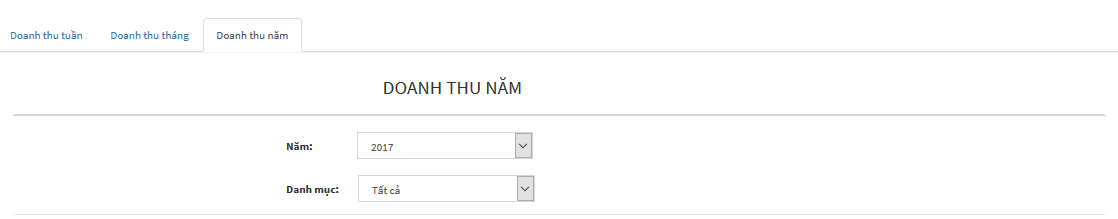 Doanh thu tuần Doanh thu tháng Doanh thu năm
DOANH THU NĂM
Năm: 2017
Danh mục: Tất cả